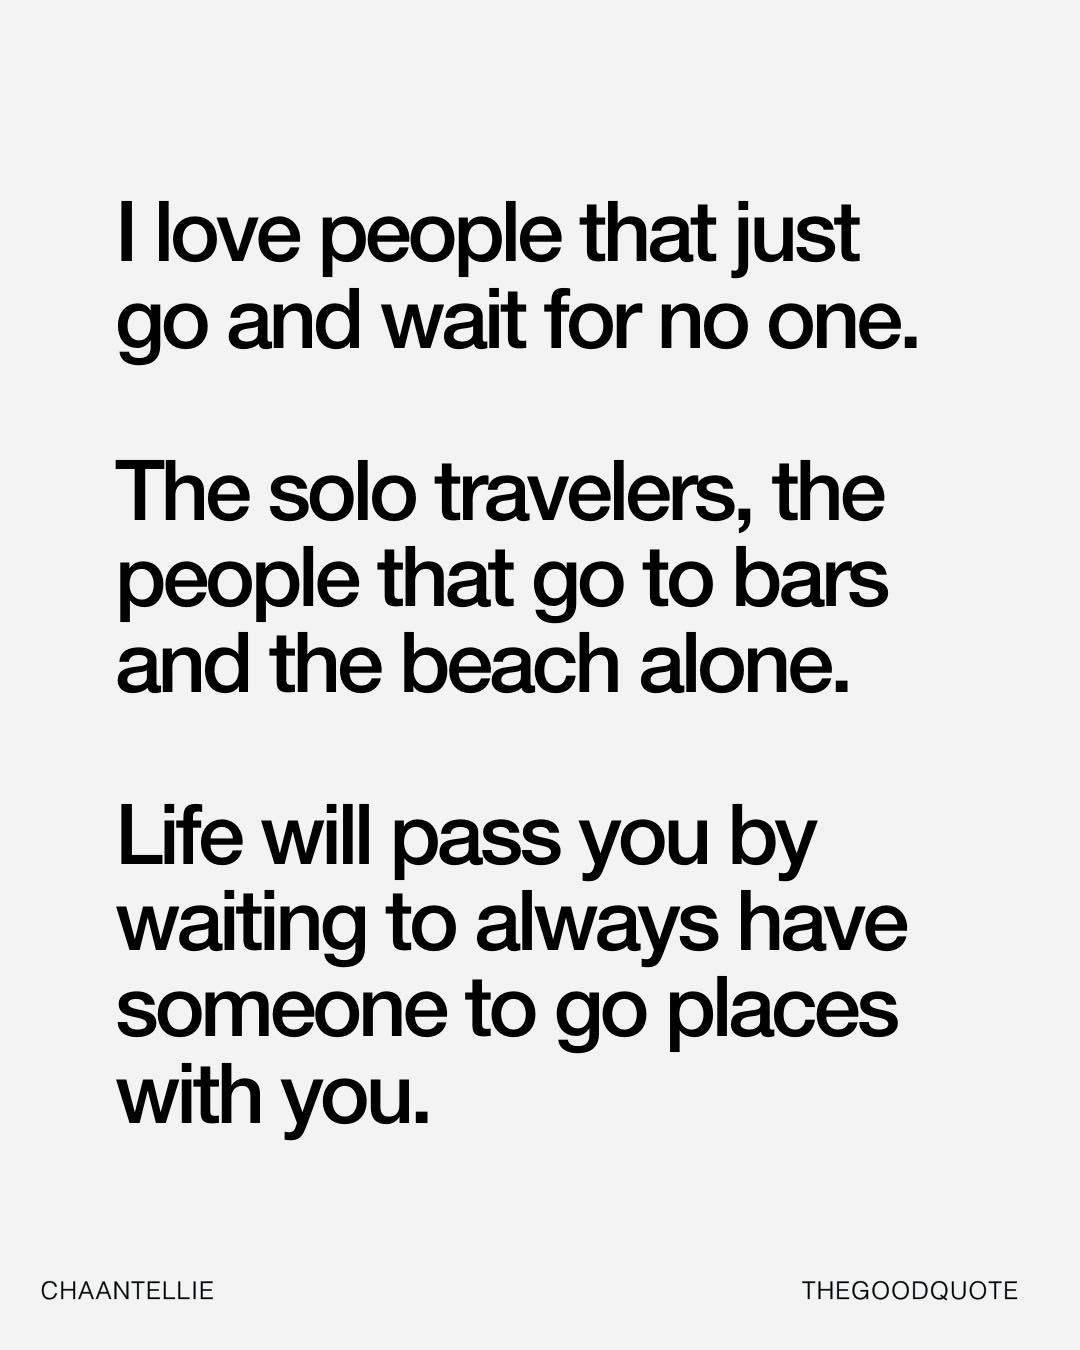 I love people that just
go and wait for no one.
The solo travelers, the
people that go to bars
and the beach alone.
Life will pass you by
waiting to always have
someone to go places
with you.
CHAANTELLIE
THEGOODQUOTE